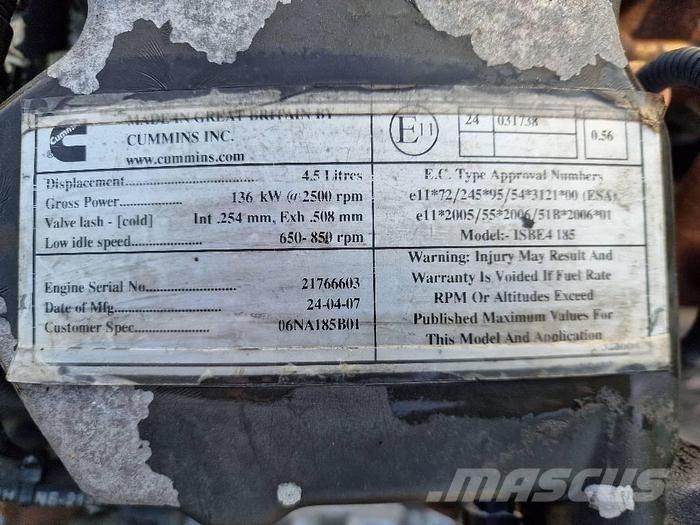 Cummins
MADE IN GREAT BRITAIN BY
CUMMINS INC.
www.cummins.com
E11
24 031738
0.56
Displacement 4.5 Litres
Gross Power 136 kW @ 2500 rpm
Valve lash - [cold] Int .254 mm, Exh .508 mm
Low idle speed 650- 850 rpm
E.C. Type Approval Numbers
e11*72/245*95/54*3121*00 (ESA)
e11*2005/55*2006/51B*2006*01
Model:- ISBE4 185
Engine Serial No. 21766603
Date of Mfg 24-04-07
Customer Spec. 06NA185B01
Warning: Injury May Result And
Warranty Is Voided If Fuel Rate
RPM Or Altitudes Exceed
Published Maximum Values For
This Model And Application
MASCUS